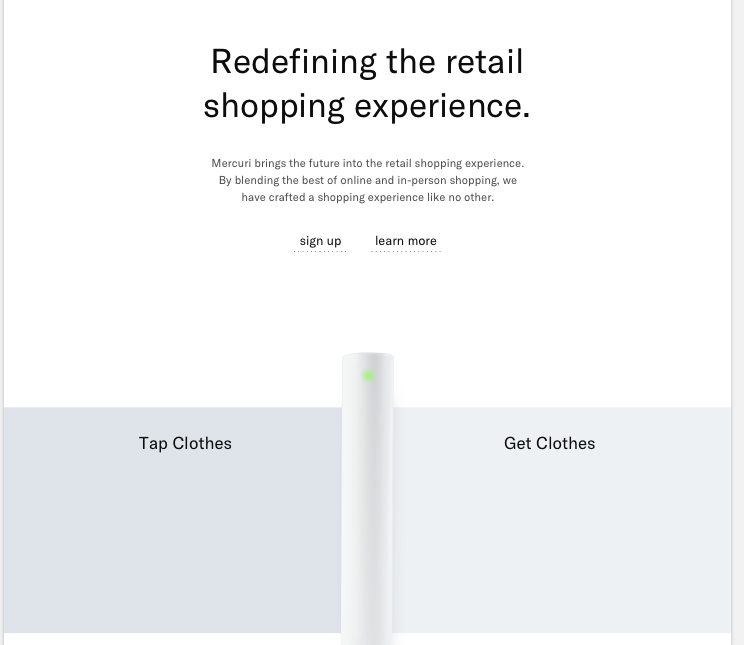 Redefining the retail
shopping experience.
Mercuri brings the future into the retail shopping experience.
By blending the best of online and in-person shopping, we
have crafted a shopping experience like no other.
sign up learn more
Tap Clothes Get Clothes